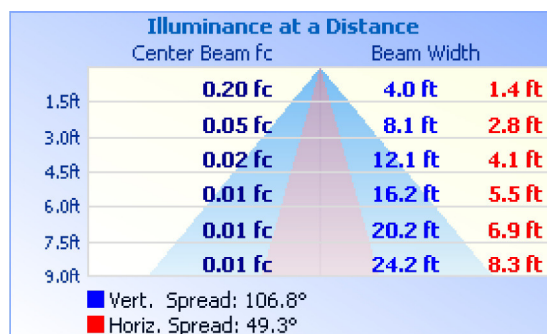 Illuminance at a Distance
Center Beam fc Beam Width
1.5ft 0.20 fc 4.0 ft 1.4 ft
3.0ft 0.05 fc 8.1 ft 2.8 ft
4.5ft 0.02 fc 12.1 ft 4.1 ft
6.0ft 0.01 fc 16.2 ft 5.5 ft
7.5ft 0.01 fc 20.2 ft 6.9 ft
9.0ft 0.01 fc 24.2 ft 8.3 ft
Vert. Spread: 106.8°
Horiz. Spread: 49.3°